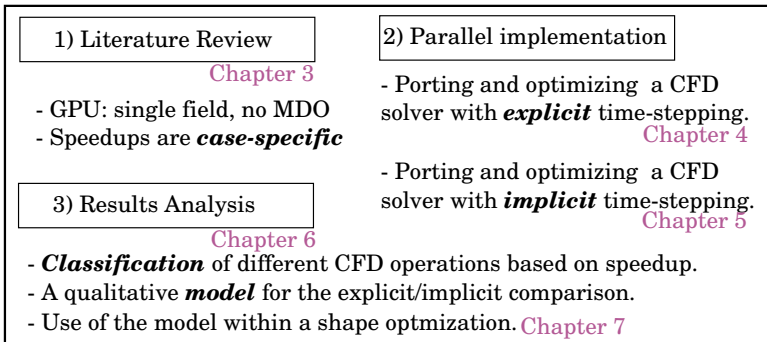 1) Literature Review
Chapter 3
- GPU: single field, no MDO
- Speedups are case-specific
2) Parallel implementation
- Porting and optimizing a CFD
solver with explicit time-stepping.
Chapter 4
- Porting and optimizing a CFD
solver with implicit time-stepping.
Chapter 5
3) Results Analysis
Chapter 6
- Classification of different CFD operations based on speedup.
- A qualitative model for the explicit/implicit comparison.
- Use of the model within a shape optmization. Chapter 7